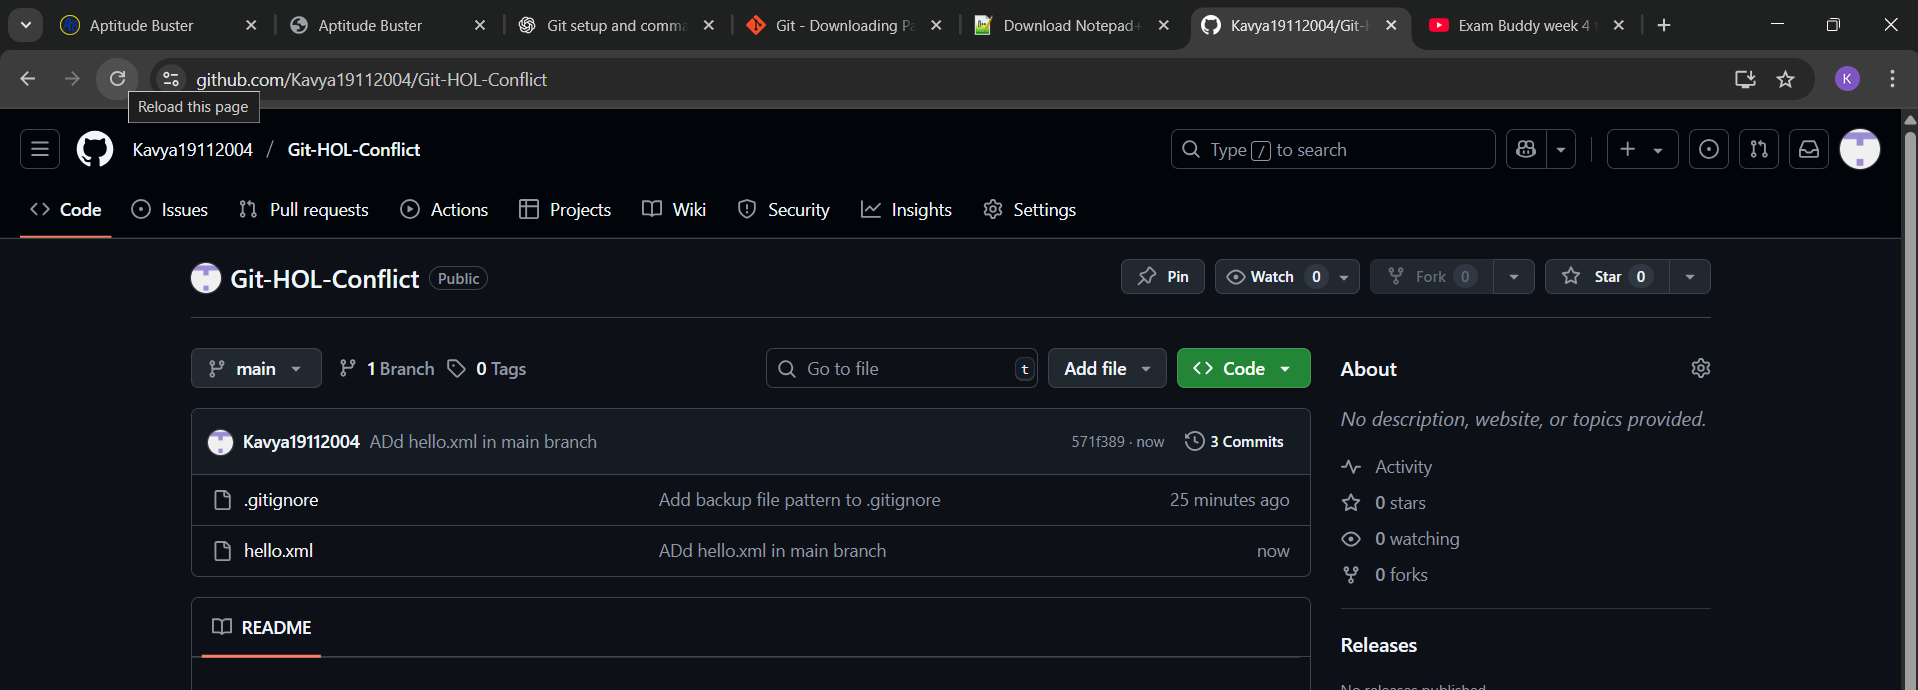 Aptitude Buster
Aptitude Buster
Git setup and comma
Git - Downloading Pa
Download Notepad+
Kavya19112004/Git-H
Exam Buddy week 4
github.com/Kavya19112004/Git-HOL-Conflict
K
Reload this page
Kavya19112004 / Git-HOL-Conflict
Type / to search
Code
Issues
Pull requests
Actions
Projects
Wiki
Security
Insights
Settings
Git-HOL-Conflict Public
Pin
Watch 0
Fork 0
Star 0
main
1 Branch
0 Tags
Go to file t
Add file
Code
About
No description, website, or topics provided.
Kavya19112004 ADd hello.xml in main branch 571f389 · now 3 Commits
.gitignore Add backup file pattern to .gitignore 25 minutes ago
hello.xml ADd hello.xml in main branch now
Activity
0 stars
0 watching
0 forks
README
Releases
No releases published